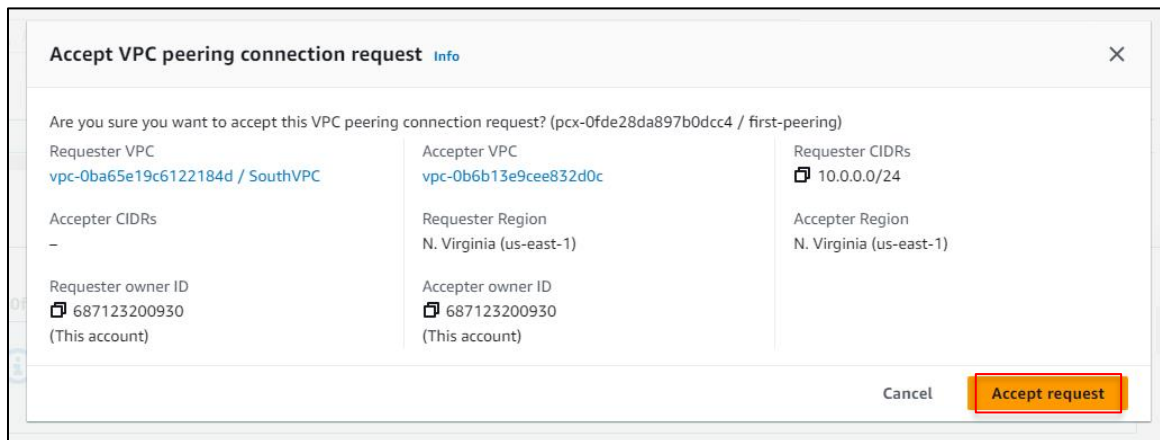 Accept VPC peering connection request Info
Are you sure you want to accept this VPC peering connection request? (pcx-0fde28da897b0dcc4 / first-peering)
Requester VPC
vpc-0ba65e19c6122184d / SouthVPC
Accepter VPC
vpc-0b6b13e9cee832d0c
Requester CIDRs
10.0.0.0/24
Accepter CIDRs
–
Requester Region
N. Virginia (us-east-1)
Accepter Region
N. Virginia (us-east-1)
Requester owner ID
687123200930
(This account)
Accepter owner ID
687123200930
(This account)
Cancel
Accept request